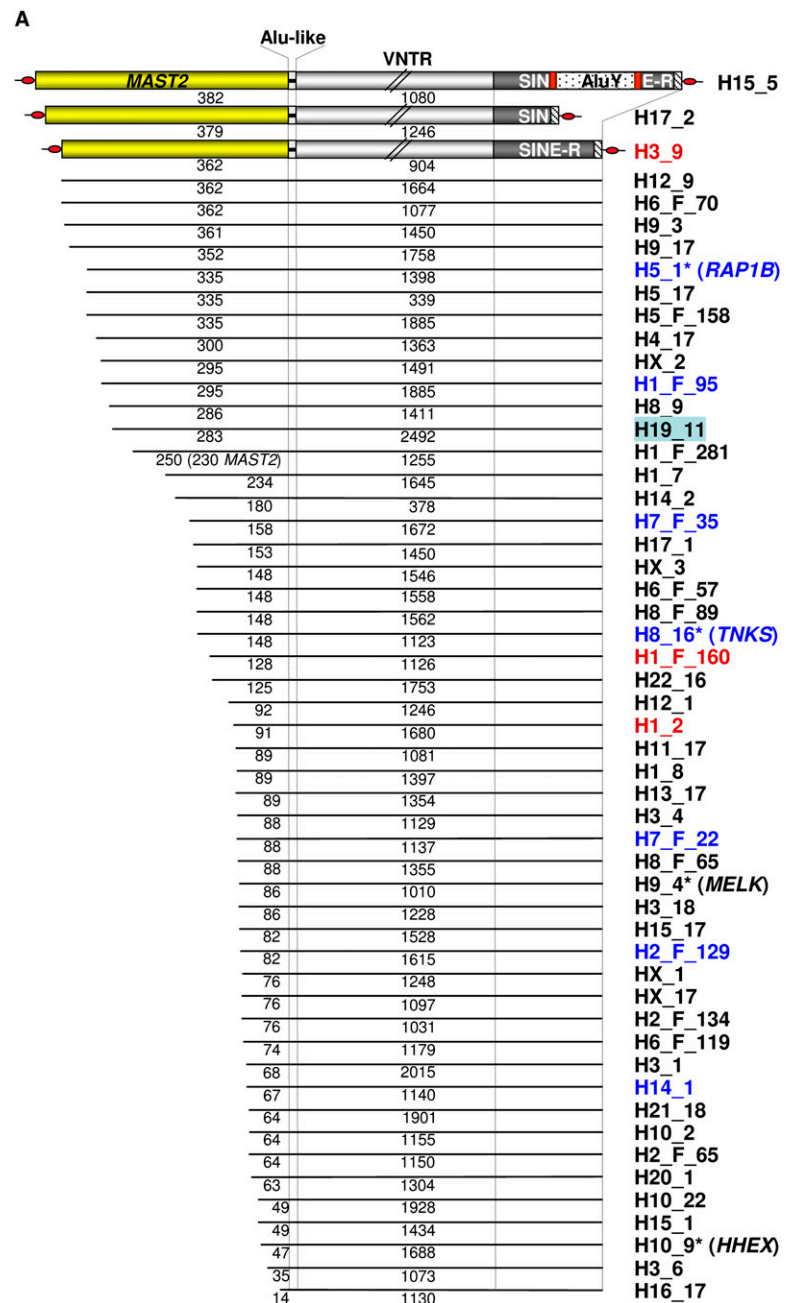 A
Alu-like
VNTR
MAST2 SIN AluY E-R H15_5
382 1080
SIN H17_2
379 1246
SINE-R H3_9
362 904
H12_9
362 1664
H6_F_70
362 1077
H9_3
361 1450
H9_17
352 1758
H5_1* (RAP1B)
335 1398
H5_17
335 339
H5_F_158
335 1885
H4_17
300 1363
HX_2
295 1491
H1_F_95
295 1885
H8_9
286 1411
H19_11
283 2492
H1_F_281
250 (230 MAST2) 1255
H1_7
234 1645
H14_2
180 378
H7_F_35
158 1672
H17_1
153 1450
HX_3
148 1546
H6_F_57
148 1558
H8_F_89
148 1562
H8_16* (TNKS)
148 1123
H1_F_160
128 1126
H22_16
125 1753
H12_1
92 1246
H1_2
91 1680
H11_17
89 1081
H1_8
89 1397
H13_17
89 1354
H3_4
88 1129
H7_F_22
88 1137
H8_F_65
88 1355
H9_4* (MELK)
86 1010
H3_18
86 1228
H15_17
82 1528
H2_F_129
82 1615
HX_1
76 1248
HX_17
76 1097
H2_F_134
76 1031
H6_F_119
74 1179
H3_1
68 2015
H14_1
67 1140
H21_18
64 1901
H10_2
64 1155
H2_F_65
64 1150
H20_1
63 1304
H10_22
49 1928
H15_1
49 1434
H10_9* (HHEX)
47 1688
H3_6
35 1073
H16_17
14 1130